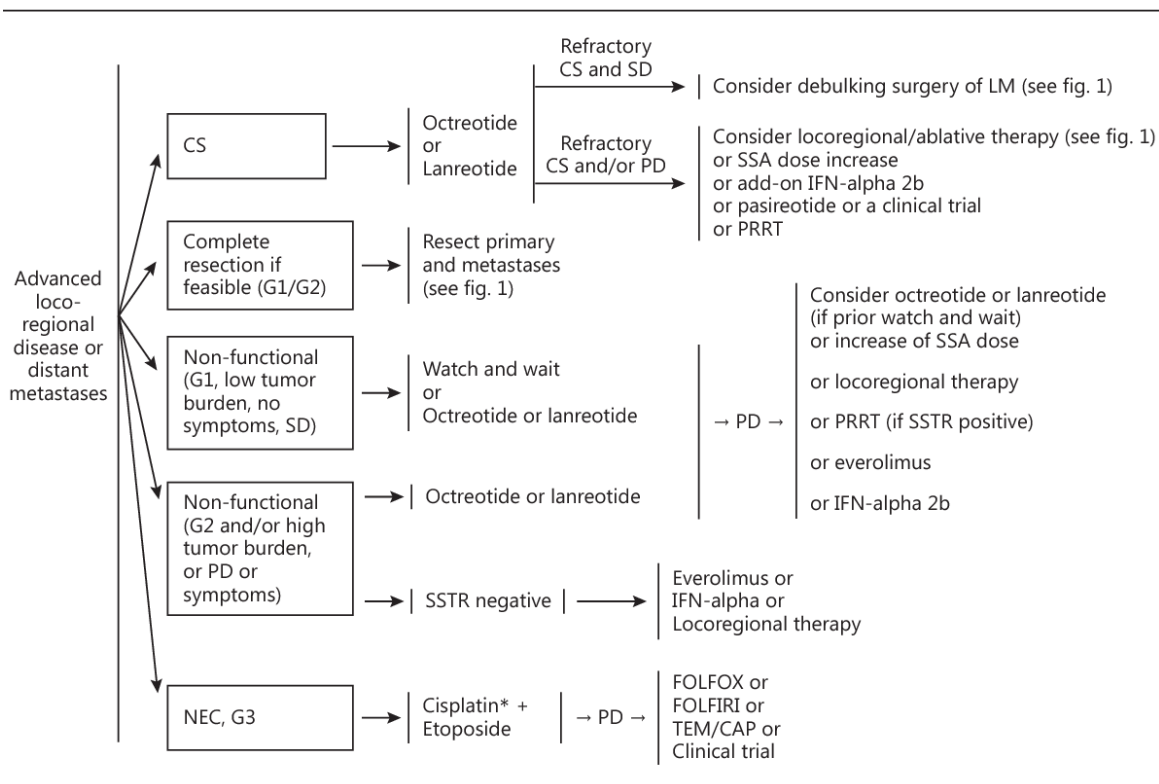 Advanced
loco-
regional
disease or
distant
metastases
CS
Octreotide
or
Lanreotide
Refractory
CS and SD
Consider debulking surgery of LM (see fig. 1)
Refractory
CS and/or PD
Consider locoregional/ablative therapy (see fig. 1)
or SSA dose increase
or add-on IFN-alpha 2b
or pasireotide or a clinical trial
or PRRT
Complete
resection if
feasible (G1/G2)
Resect primary
and metastases
(see fig. 1)
Non-functional
(G1, low tumor
burden, no
symptoms, SD)
Watch and wait
or
Octreotide or lanreotide
Non-functional
(G2 and/or high
tumor burden,
or PD or
symptoms)
Octreotide or lanreotide
→ PD →
Consider octreotide or lanreotide
(if prior watch and wait)
or increase of SSA dose
or locoregional therapy
or PRRT (if SSTR positive)
or everolimus
or IFN-alpha 2b
SSTR negative
Everolimus or
IFN-alpha or
Locoregional therapy
NEC, G3
Cisplatin* +
Etoposide
→ PD →
FOLFOX or
FOLFIRI or
TEM/CAP or
Clinical trial